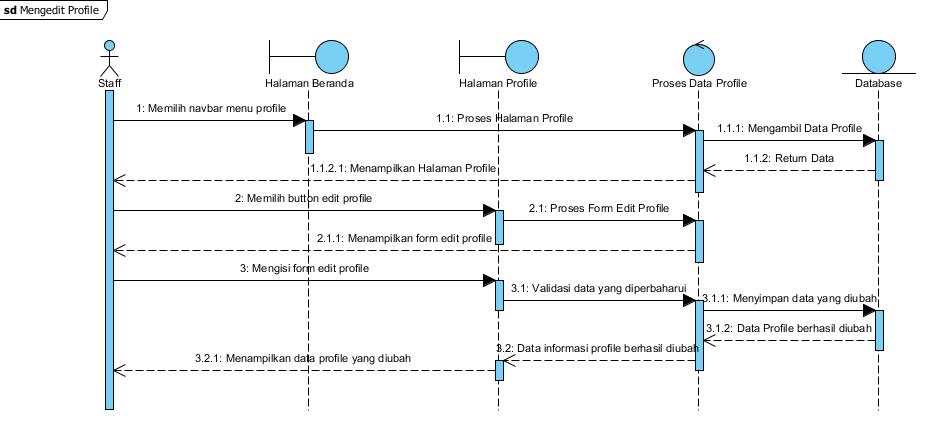 sd Mengedit Profile
Staff
Halaman Beranda
Halaman Profile
Proses Data Profile
Database
1: Memilih navbar menu profile
1.1: Proses Halaman Profile
1.1.1: Mengambil Data Profile
1.1.2: Return Data
1.1.2.1: Menampilkan Halaman Profile
2: Memilih button edit profile
2.1: Proses Form Edit Profile
2.1.1: Menampilkan form edit profile
3: Mengisi form edit profile
3.1: Validasi data yang diperbaharui
3.1.1: Menyimpan data yang diubah
3.1.2: Data Profile berhasil diubah
3.2: Data informasi profile berhasil diubah
3.2.1: Menampilkan data profile yang diubah